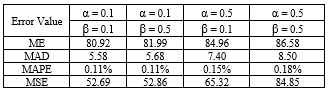 Error Value α = 0.1 α = 0.1 α = 0.5 α = 0.5
β = 0.1 β = 0.5 β = 0.1 β = 0.5
ME 80.92 81.99 84.96 86.58
MAD 5.58 5.68 7.40 8.50
MAPE 0.11% 0.11% 0.15% 0.18%
MSE 52.69 52.86 65.32 84.85